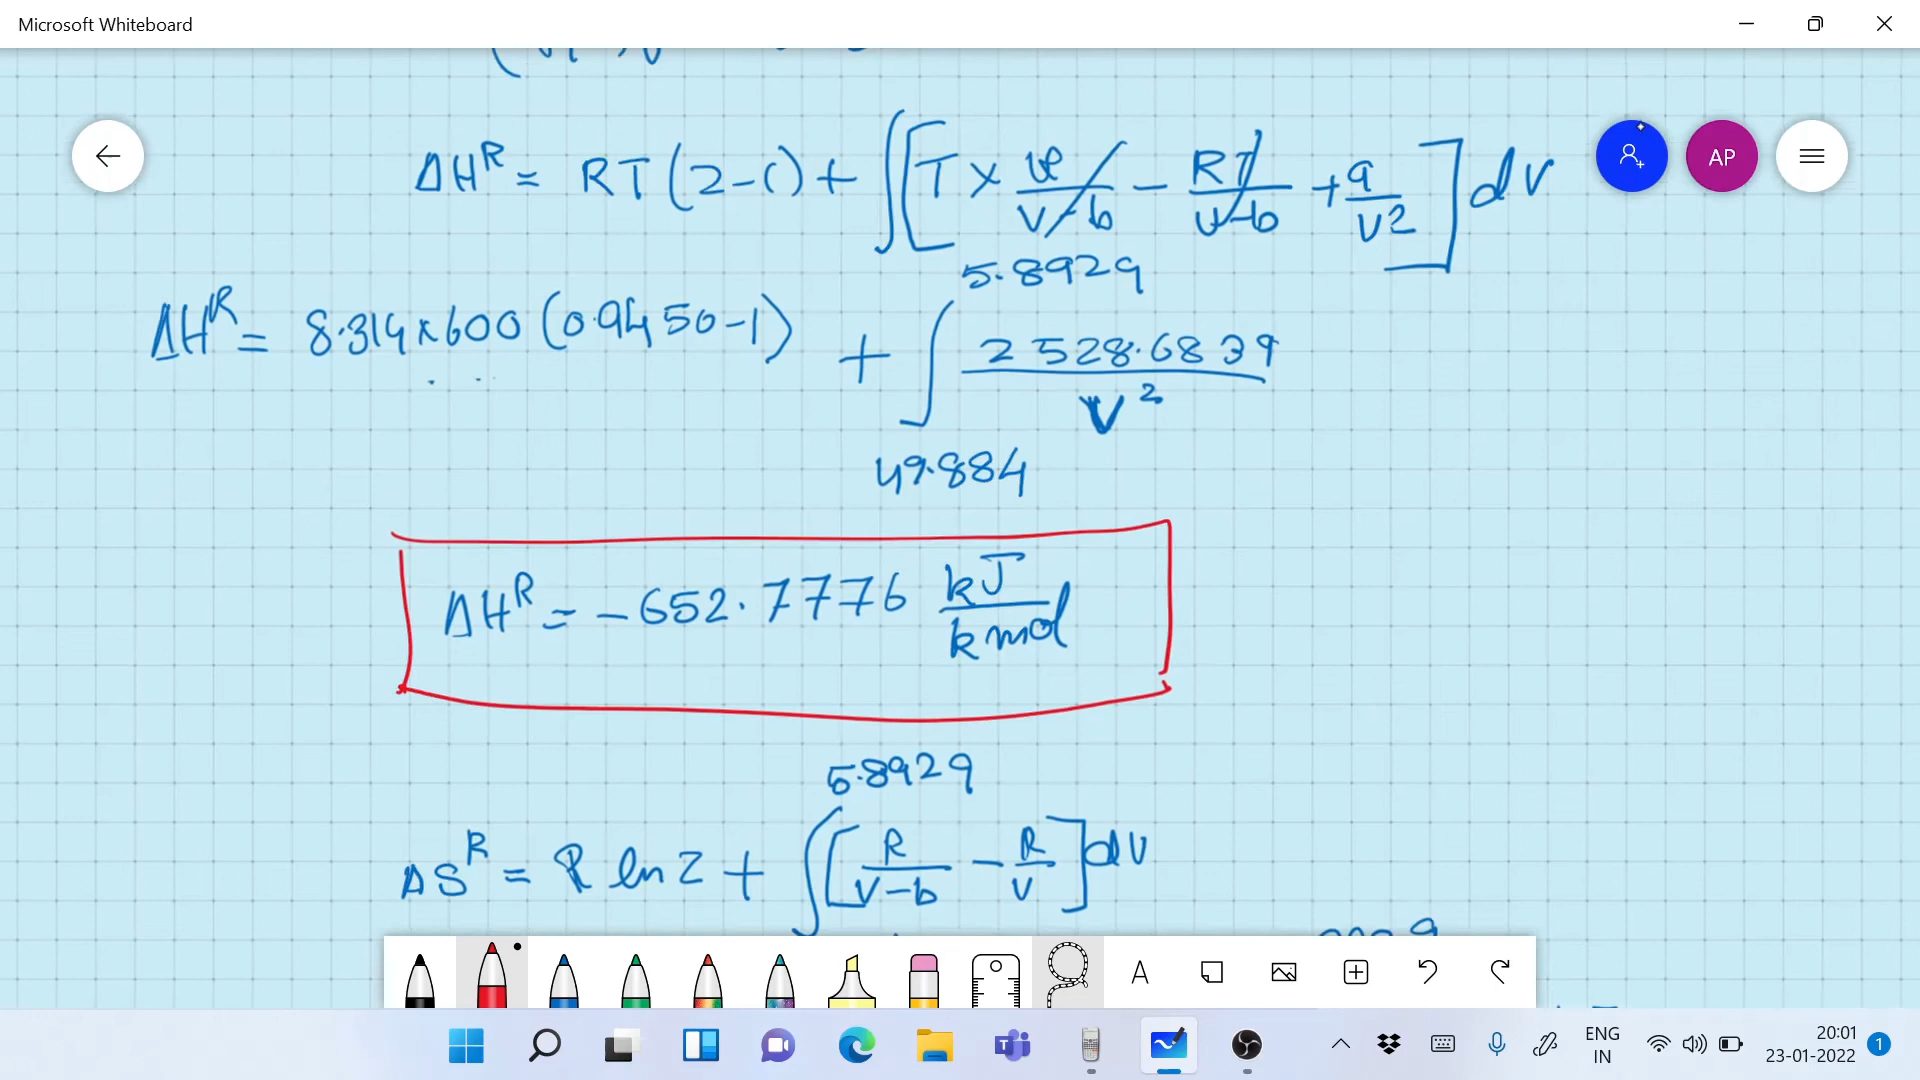 Microsoft Whiteboard
ΔH^R = RT(Z-1) + ∫[T × R/(V-b) - RT/(V-b) + a/V²] dV
5.8929
ΔH^R = 8.314×600 (0.9450-1) + ∫ 2528.6839/V²
49.884
ΔH^R = -652.7776 kJ/kmol
5.8929
ΔS^R = R ln Z + ∫[R/(V-b) - R/V] dV
AP
A
ENG
IN
20:01
23-01-2022
1